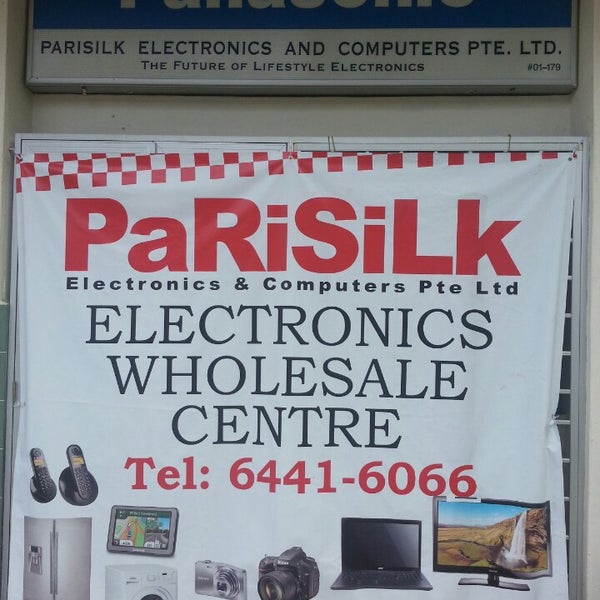 Panasonic
PARISILK ELECTRONICS AND COMPUTERS PTE. LTD.
THE FUTURE OF LIFESTYLE ELECTRONICS #01-179
PaRiSiLk
Electronics & Computers Pte Ltd
ELECTRONICS
WHOLESALE
CENTRE
Tel: 6441-6066